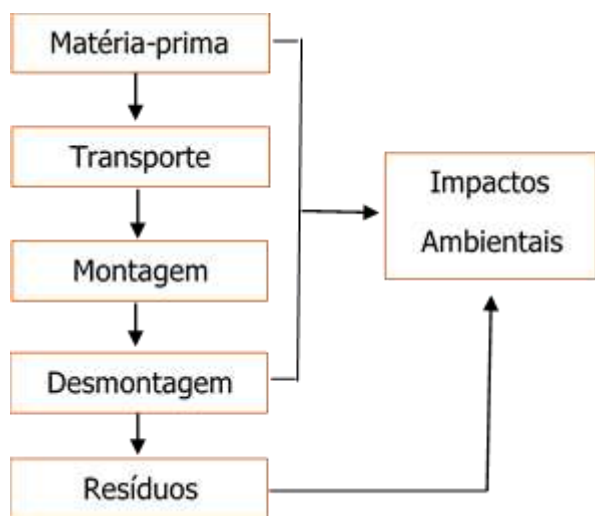 Matéria-prima
Transporte
Montagem
Desmontagem
Resíduos
Impactos
Ambientais